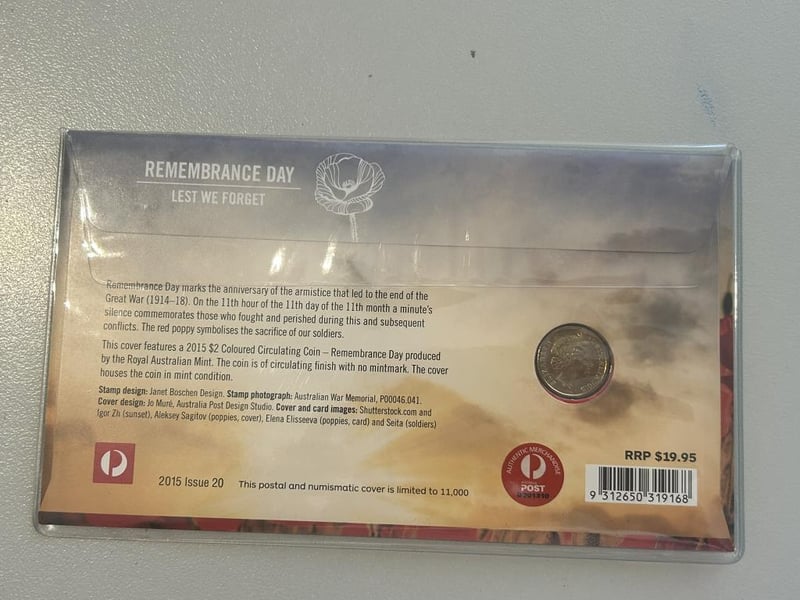 REMEMBRANCE DAY
LEST WE FORGET
Remembrance Day marks the anniversary of the armistice that led to the end of the
Great War (1914–18). On the 11th hour of the 11th day of the 11th month a minute's
silence commemorates those who fought and perished during this and subsequent
conflicts. The red poppy symbolises the sacrifice of our soldiers.
This cover features a 2015 $2 Coloured Circulating Coin – Remembrance Day produced
by the Royal Australian Mint. The coin is of circulating finish with no mintmark. The cover
houses the coin in mint condition.
Stamp design: Janet Boschen Design. Stamp photograph: Australian War Memorial, P00046.041.
Cover design: Jo Muré, Australia Post Design Studio. Cover and card images: Shutterstock.com and
Igor Zh (sunset), Aleksey Sagitov (poppies, cover), Elena Elisseeva (poppies, card) and Seita (soldiers)
2015 Issue 20
This postal and numismatic cover is limited to 11,000
AUTHENTIC MERCHANDISE
POST
RRP $19.95
9 312650 319168